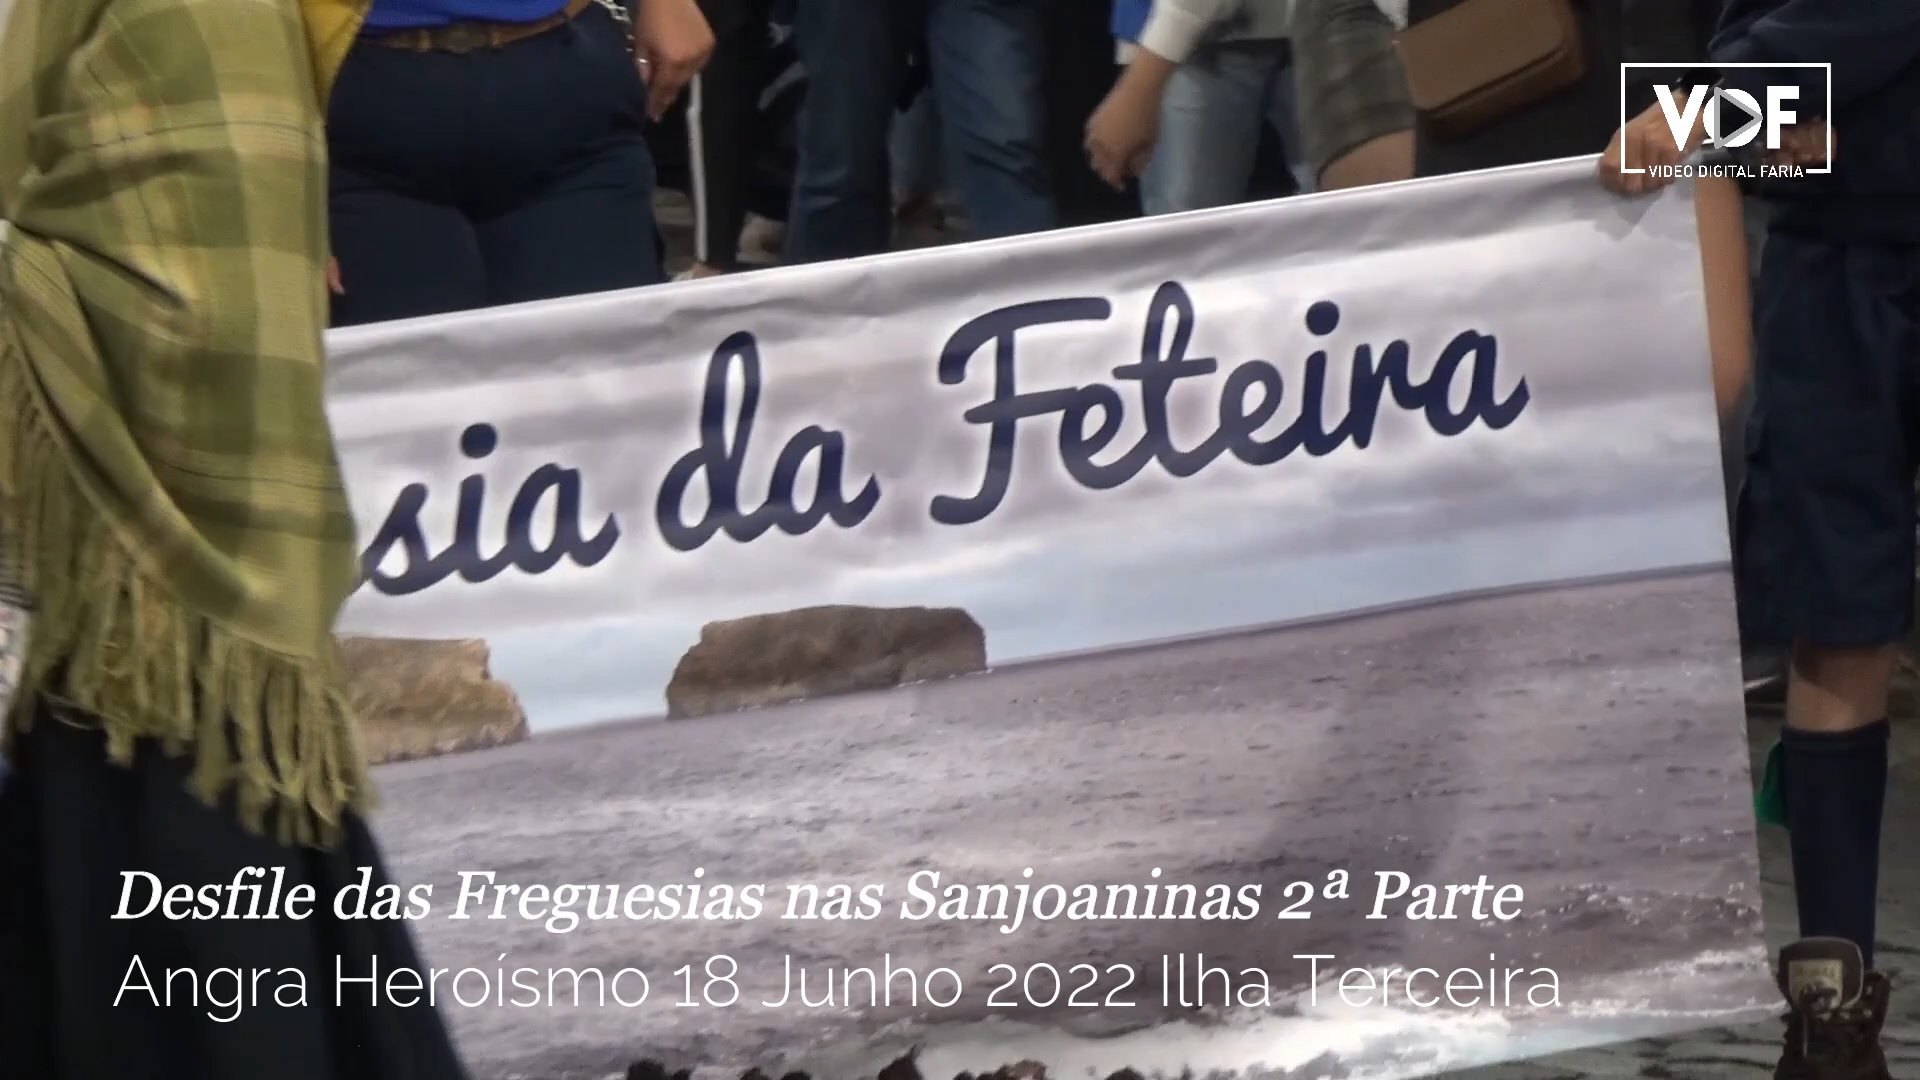 VDF
VIDEO DIGITAL FARIA
sia da Feteira
Desfile das Freguesias nas Sanjoaninas 2ª Parte
Angra Heroísmo 18 Junho 2022 Ilha Terceira